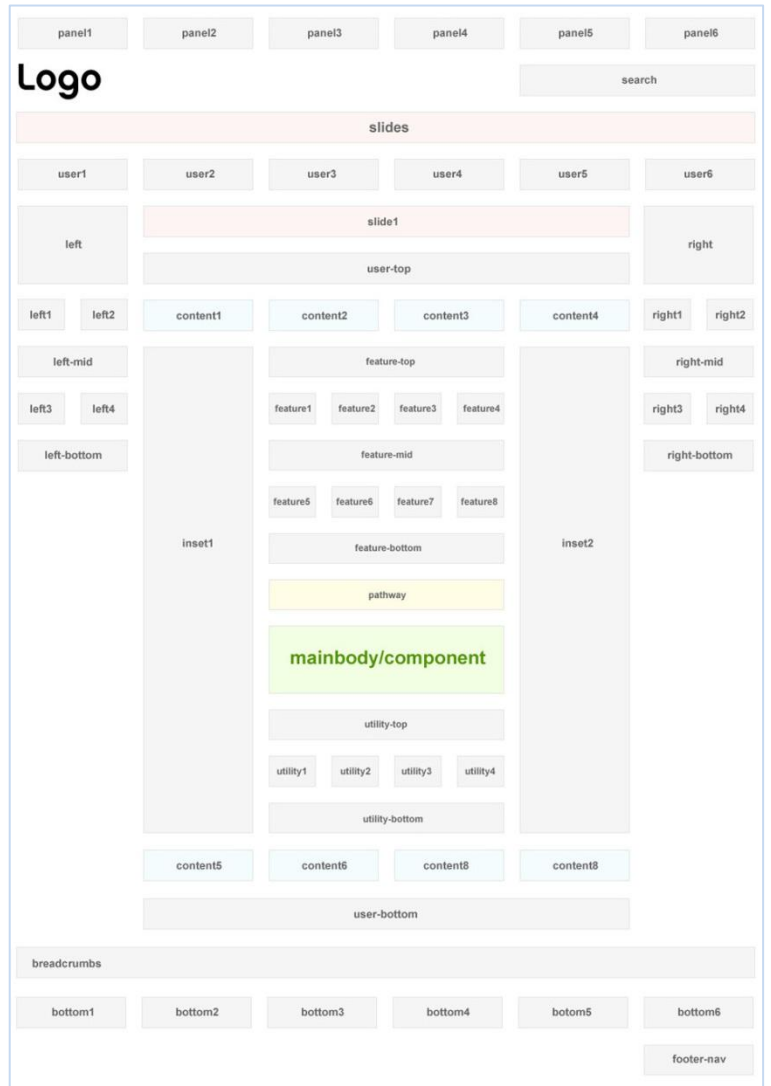 panel1 panel2 panel3 panel4 panel5 panel6
Logo search
slides
user1 user2 user3 user4 user5 user6
left slide1 right
user-top
left1 left2 content1 content2 content3 content4 right1 right2
left-mid feature-top right-mid
left3 left4 feature1 feature2 feature3 feature4 right3 right4
left-bottom feature-mid right-bottom
feature5 feature6 feature7 feature8
inset1 feature-bottom inset2
pathway
mainbody/component
utility-top
utility1 utility2 utility3 utility4
utility-bottom
content5 content6 content8 content8
user-bottom
breadcrumbs
bottom1 bottom2 bottom3 bottom4 botom5 bottom6
footer-nav